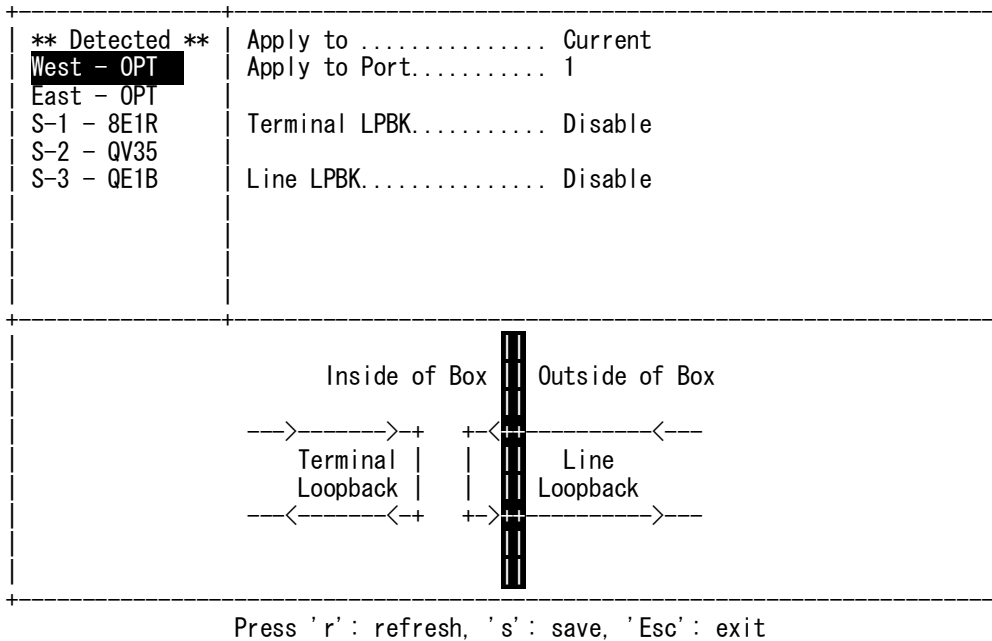 ** Detected ** Apply to ............... Current
West - OPT Apply to Port........... 1
East - OPT
S-1 - 8E1R Terminal LPBK........... Disable
S-2 - QV35
S-3 - QE1B Line LPBK............... Disable
Inside of Box Outside of Box
Terminal Line
Loopback Loopback
Press 'r': refresh, 's': save, 'Esc': exit